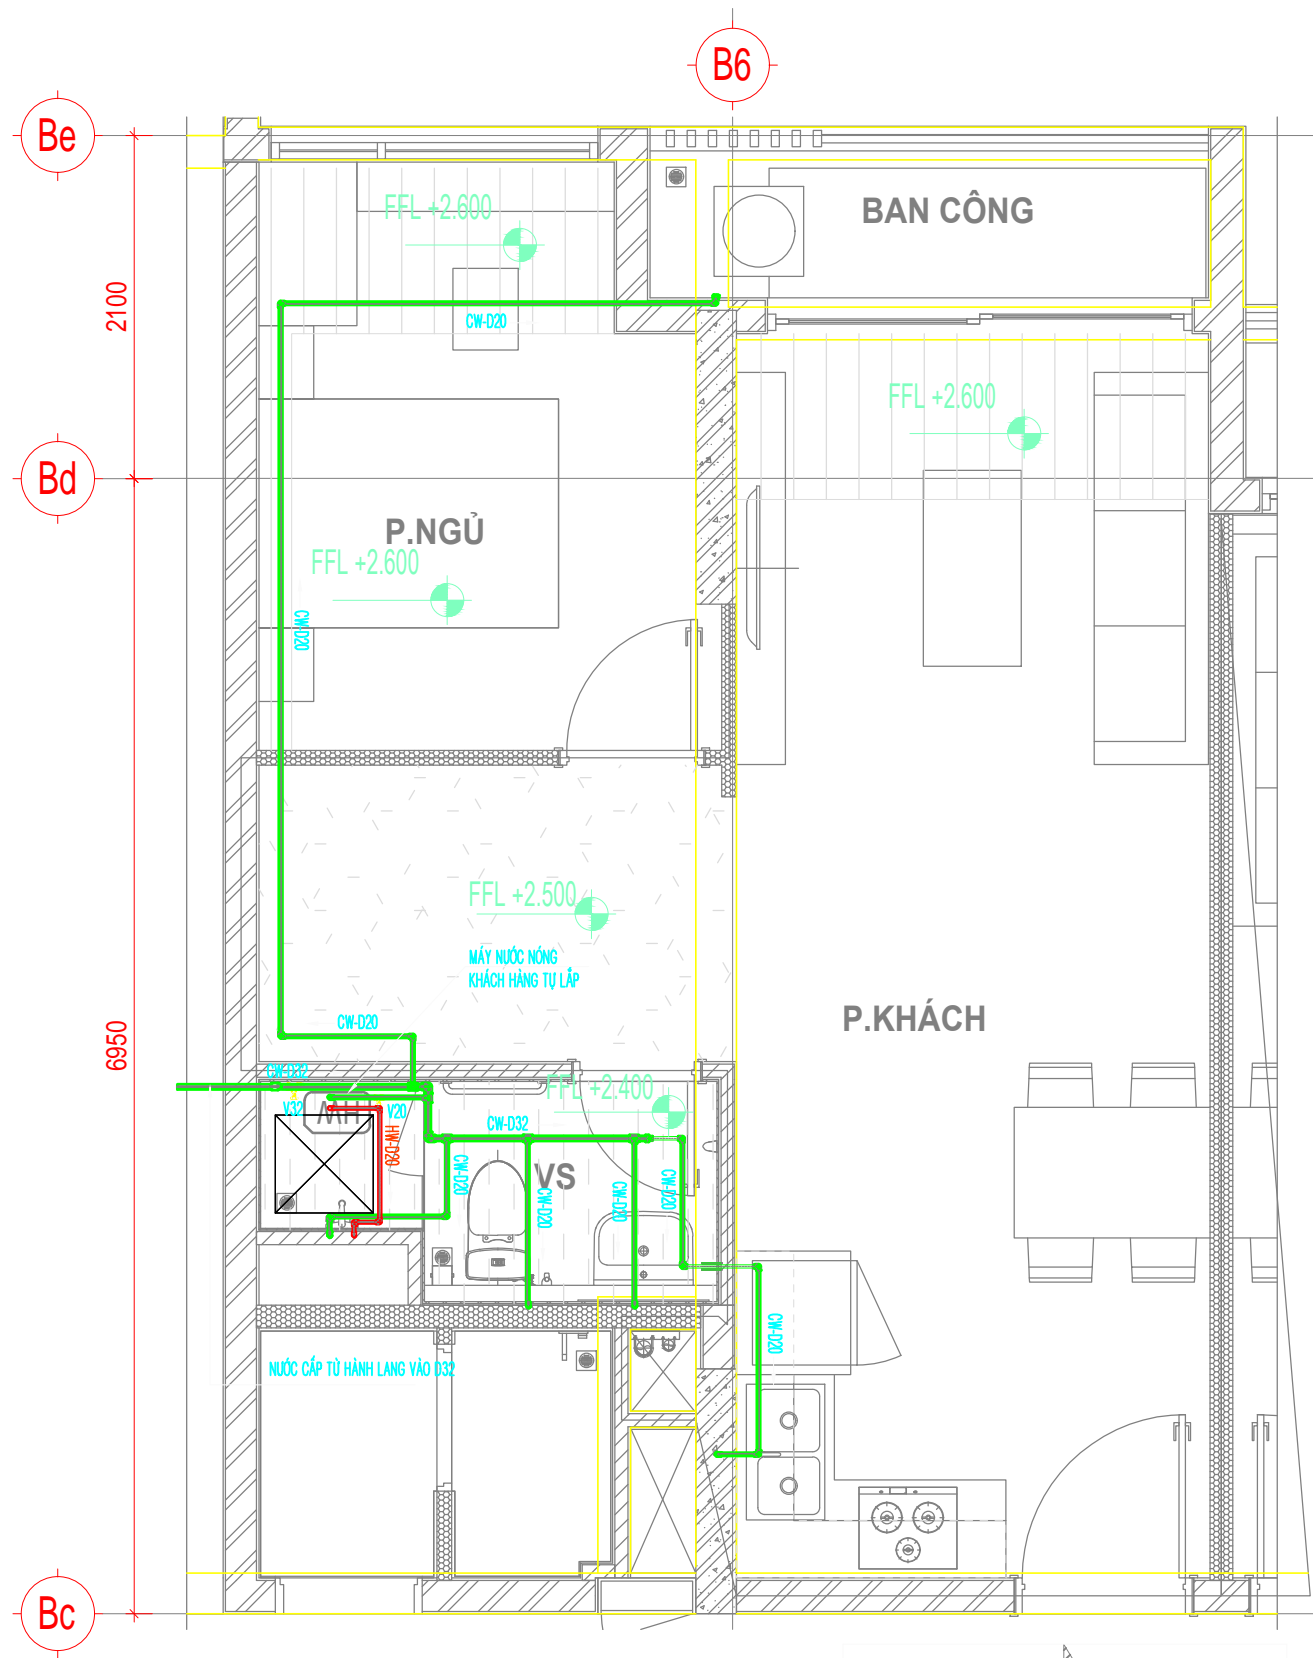 B6
Be
BAN CÔNG
FFL +2.600
2100
CW-D20
FFL +2.600
Bd
P.NGỦ
FFL +2.600
CW-D20
FFL +2.500
MÁY NƯỚC NÓNG
KHÁCH HÀNG TỰ LẮP
P.KHÁCH
CW-D20
6950
CW-D32
FFL +2.400
V32
WH
V20
CW-D32
HW-D20
CW-D20
VS
CW-D20
CW-D20
CW-D20
CW-D20
NƯỚC CẤP TỪ HÀNH LANG VÀO D32
Bc